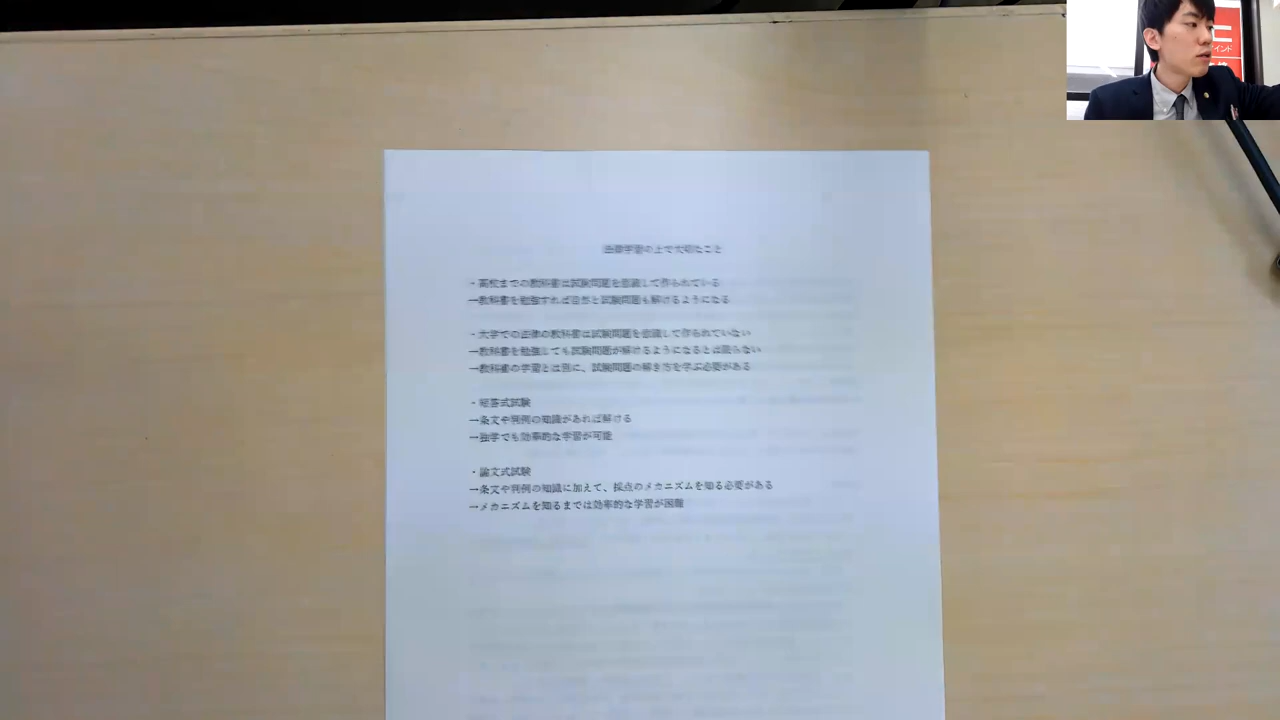 法律学習の上で大切なこと
・高校までの教科書は試験問題を意識して作られている
→教科書を勉強すれば自然と試験問題も解けるようになる
・大学での法律の教科書は試験問題を意識して作られていない
→教科書を勉強しても試験問題が解けるようになるとは限らない
→教科書の学習とは別に、試験問題の解き方を学ぶ必要がある
・短答式試験
→条文や判例の知識があれば解ける
→独学でも効率的な学習が可能
・論文式試験
→条文や判例の知識に加えて、採点のメカニズムを知る必要がある
→メカニズムを知るまでは効率的な学習が困難
インド